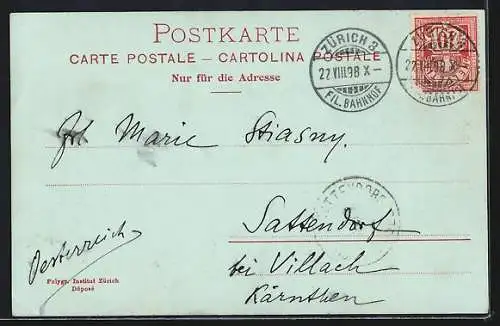 POSTKARTE
CARTE POSTALE — CARTOLINA POSTALE
Nur für die Adresse
ZÜRICH 3
22.VIII.98.X–
FIL. BAHNHOF
10
Frl Marie Stiasny
Sattendorf
bei Villach
Kärnthen
Oesterreich
Polygr. Institut Zürich
Déposé